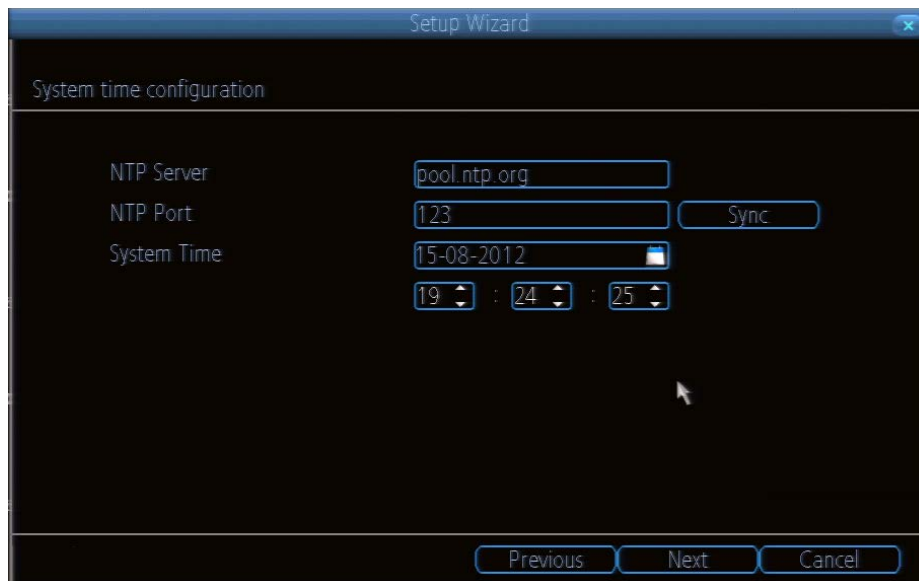 Setup Wizard
System time configuration
NTP Server pool.ntp.org
NTP Port 123 Sync
System Time 15-08-2012
19 : 24 : 25
Previous Next Cancel